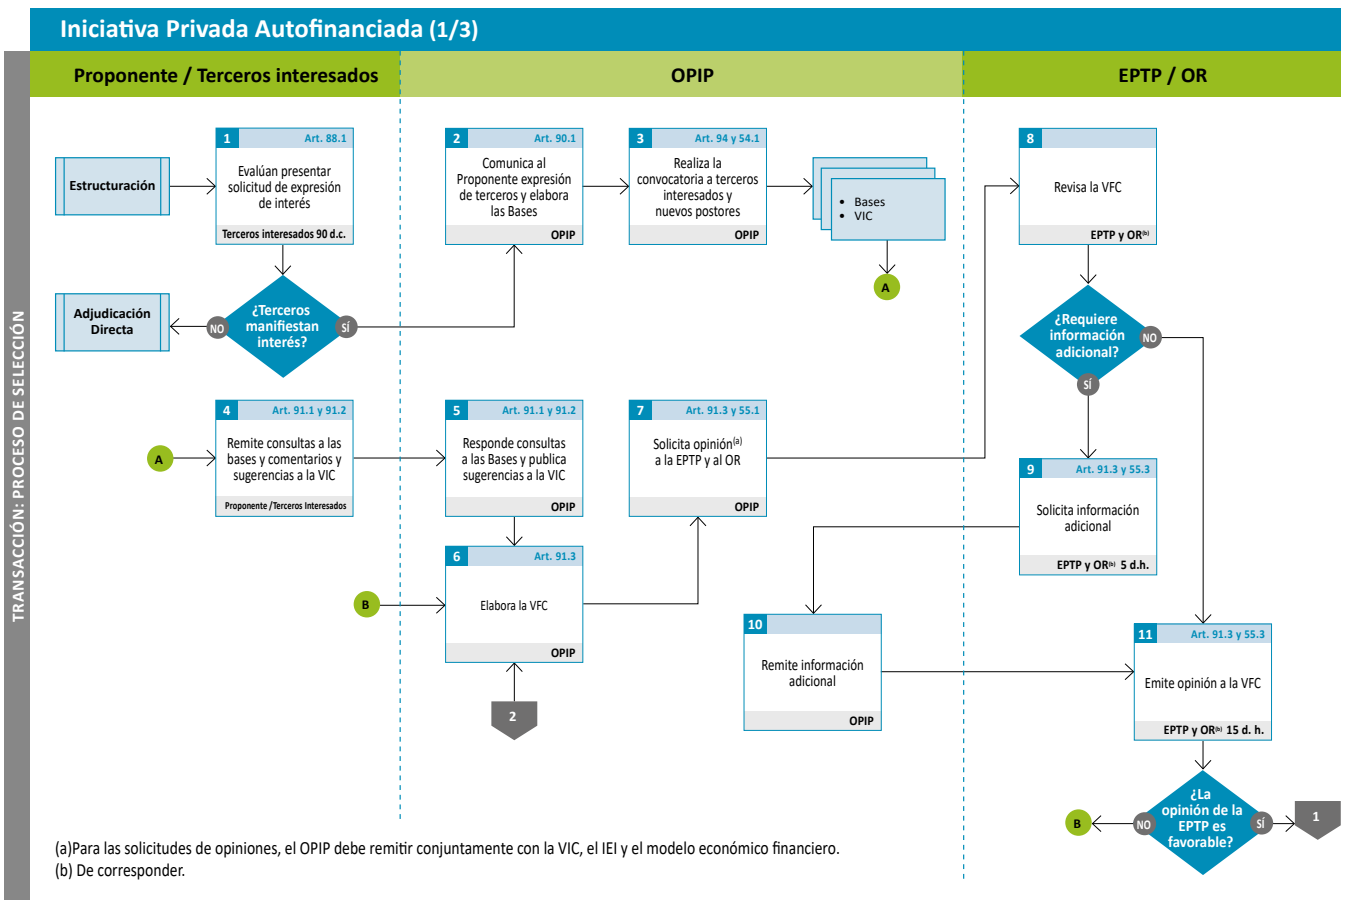 Iniciativa Privada Autofinanciada (1/3)
Proponente / Terceros interesados
OPIP
EPTP / OR
TRANSACCIÓN: PROCESO DE SELECCIÓN
Estructuración
1 Art. 88.1
Evalúan presentar
solicitud de expresión
de interés
Terceros interesados 90 d.c.
¿Terceros
manifiestan
interés?
NO
SÍ
Adjudicación
Directa
2 Art. 90.1
Comunica al
Proponente expresión
de terceros y elabora
las Bases
OPIP
3 Art. 94 y 54.1
Realiza la
convocatoria a terceros
interesados y
nuevos postores
OPIP
• Bases
• VIC
A
8
Revisa la VFC
EPTP y OR(b)
¿Requiere
información
adicional?
NO
SÍ
A
4 Art. 91.1 y 91.2
Remite consultas a las
bases y comentarios y
sugerencias a la VIC
Proponente /Terceros Interesados
5 Art. 91.1 y 91.2
Responde consultas
a las Bases y publica
sugerencias a la VIC
OPIP
7 Art. 91.3 y 55.1
Solicita opinión(a)
a la EPTP y al OR
OPIP
9 Art. 91.3 y 55.3
Solicita información
adicional
EPTP y OR(b) 5 d.h.
B
6 Art. 91.3
Elabora la VFC
OPIP
2
10
Remite información
adicional
OPIP
11 Art. 91.3 y 55.3
Emite opinión a la VFC
EPTP y OR(b) 15 d. h.
¿La
opinión de la
EPTP es
favorable?
NO
SÍ
B
1
(a)Para las solicitudes de opiniones, el OPIP debe remitir conjuntamente con la VIC, el IEI y el modelo económico financiero.
(b) De corresponder.